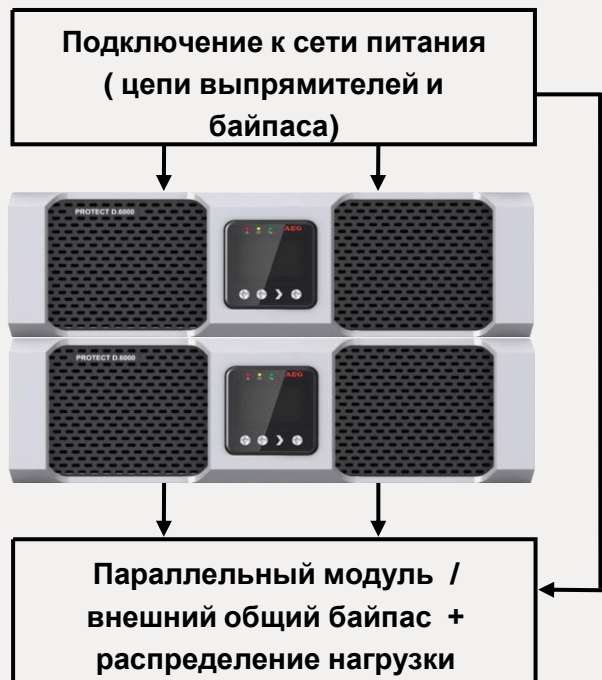 Подключение к сети питания
( цепи выпрямителей и
байпаса)
PROTECT D.6000
AEG
PROTECT D.6000
AEG
Параллельный модуль /
внешний общий байпас +
распределение нагрузки